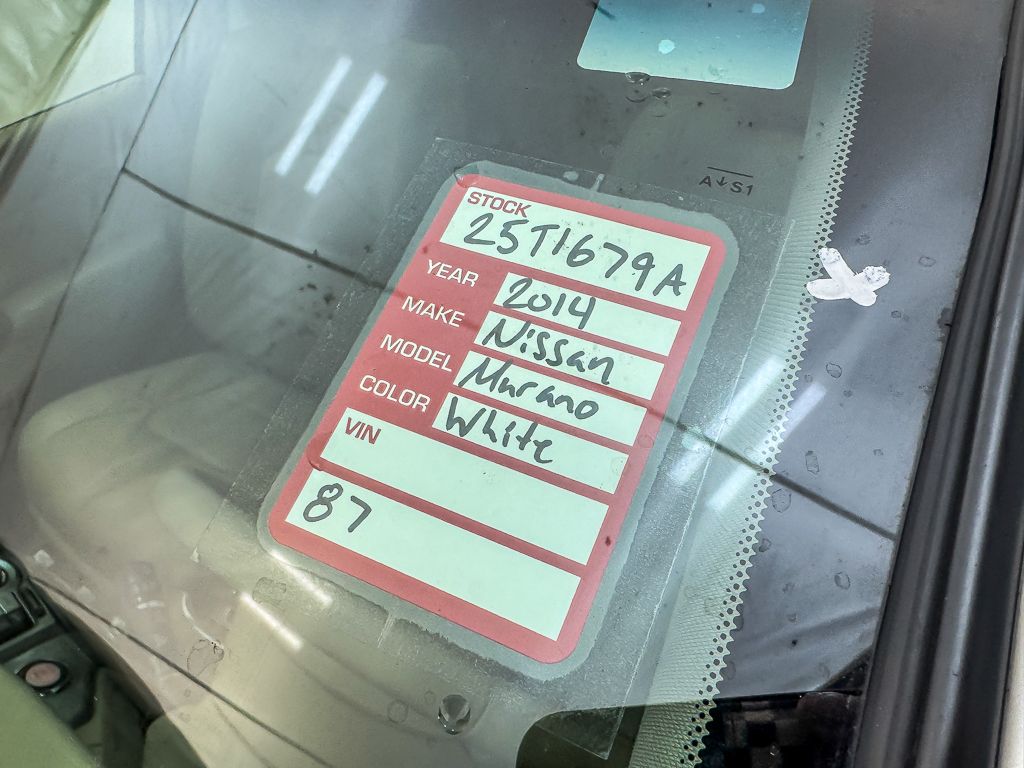 A↓S1
STOCK
25T1679A
YEAR 2014
MAKE Nissan
MODEL Murano
COLOR White
VIN
87